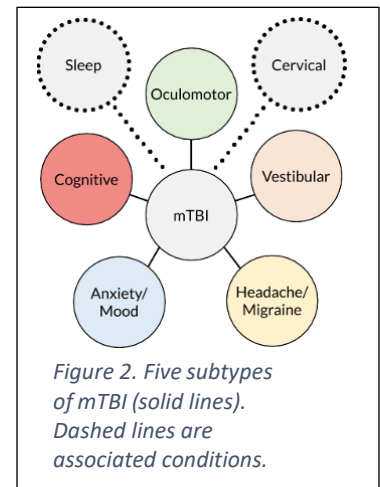 Sleep
Cervical
Oculomotor
Cognitive
Vestibular
mTBI
Anxiety/
Mood
Headache/
Migraine
Figure 2. Five subtypes
of mTBI (solid lines).
Dashed lines are
associated conditions.